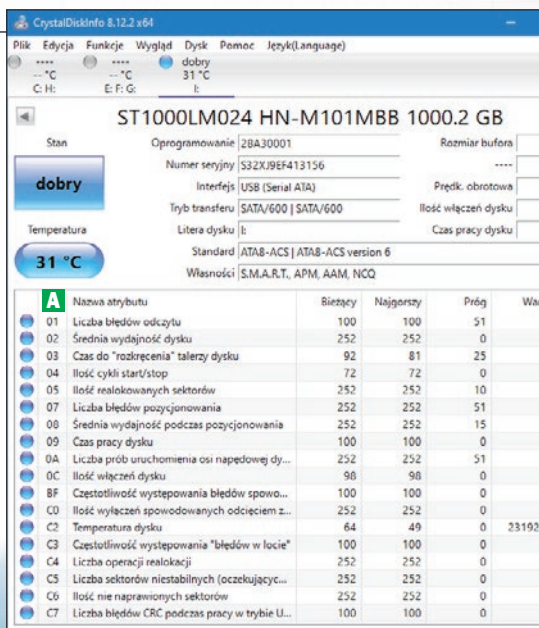 CrystalDiskInfo 8.12.2 x64
Plik Edycja Funkcje Wygląd Dysk Pomoc Język(Language)
---- ---- dobry
-- °C -- °C 31 °C
C: H: E: F: G: I:
ST1000LM024 HN-M101MBB 1000.2 GB
Stan Oprogramowanie 2BA30001 Rozmiar bufora
Numer seryjny S32XJ9EF413156 ----
dobry Interfejs USB (Serial ATA) Prędk. obrotowa
Tryb transferu SATA/600 | SATA/600 Ilość włączeń dysku
Temperatura Litera dysku I: Czas pracy dysku
31 °C Standard ATA8-ACS | ATA8-ACS version 6
Własności S.M.A.R.T., APM, AAM, NCQ
A Nazwa atrybutu Bieżący Najgorszy Próg
01 Liczba błędów odczytu 100 100 51
02 Średnia wydajność dysku 252 252 0
03 Czas do "rozkręcenia" talerzy dysku 92 81 25
04 Ilość cykli start/stop 72 72 0
05 Ilość realokowanych sektorów 252 252 10
07 Liczba błędów pozycjonowania 252 252 51
08 Średnia wydajność podczas pozycjonowania 252 252 15
09 Czas pracy dysku 100 100 0
0A Liczba prób uruchomienia osi napędowej dy... 252 252 51
0C Ilość włączeń dysku 98 98 0
BF Częstotliwość występowania błędów spowo... 100 100 0
C0 Ilość wyłączeń spowodowanych odcięciem z... 252 252 0
C2 Temperatura dysku 64 49 0 23192
C3 Częstotliwość występowania "błędów w locie" 100 100 0
C4 Liczba operacji realokacji 252 252 0
C5 Liczba sektorów niestabilnych (oczekującyc... 252 252 0
C6 Ilość nie naprawionych sektorów 252 252 0
C7 Liczba błędów CRC podczas pracy w trybie U... 100 100 0